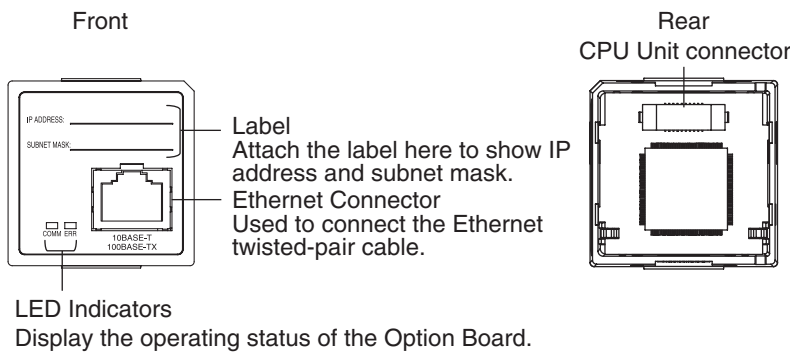 Front
Rear
CPU Unit connector
IP ADDRESS:
SUBNET MASK:
Label
Attach the label here to show IP
address and subnet mask.
Ethernet Connector
Used to connect the Ethernet
twisted-pair cable.
COMM ERR
10BASE-T
100BASE-TX
LED Indicators
Display the operating status of the Option Board.